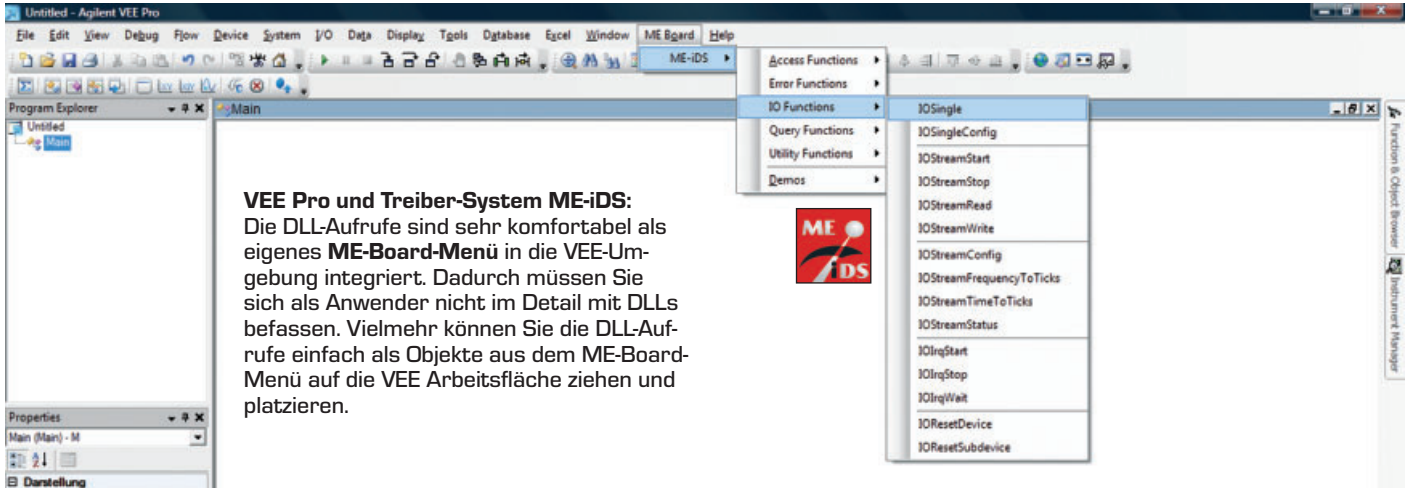 Untitled - Agilent VEE Pro
File Edit View Debug Flow Device System I/O Data Display Tools Database Excel Window ME Board Help
ME-iDS
Access Functions
Error Functions
IO Functions
Query Functions
Utility Functions
Demos
IOSingle
IOSingleConfig
IOStreamStart
IOStreamStop
IOStreamRead
IOStreamWrite
IOStreamConfig
IOStreamFrequencyToTicks
IOStreamTimeToTicks
IOStreamStatus
IOIrqStart
IOIrqStop
IOIrqWait
IOResetDevice
IOResetSubdevice
Program Explorer
Main
Untitled
Main
VEE Pro und Treiber-System ME-iDS:
Die DLL-Aufrufe sind sehr komfortabel als
eigenes ME-Board-Menü in die VEE-Um-
gebung integriert. Dadurch müssen Sie
sich als Anwender nicht im Detail mit DLLs
befassen. Vielmehr können Sie die DLL-Auf-
rufe einfach als Objekte aus dem ME-Board-
Menü auf die VEE Arbeitsfläche ziehen und
platzieren.
ME
iDS
Function & Object Browser
Instrument Manager
Properties
Main (Main) - M
Darstellung